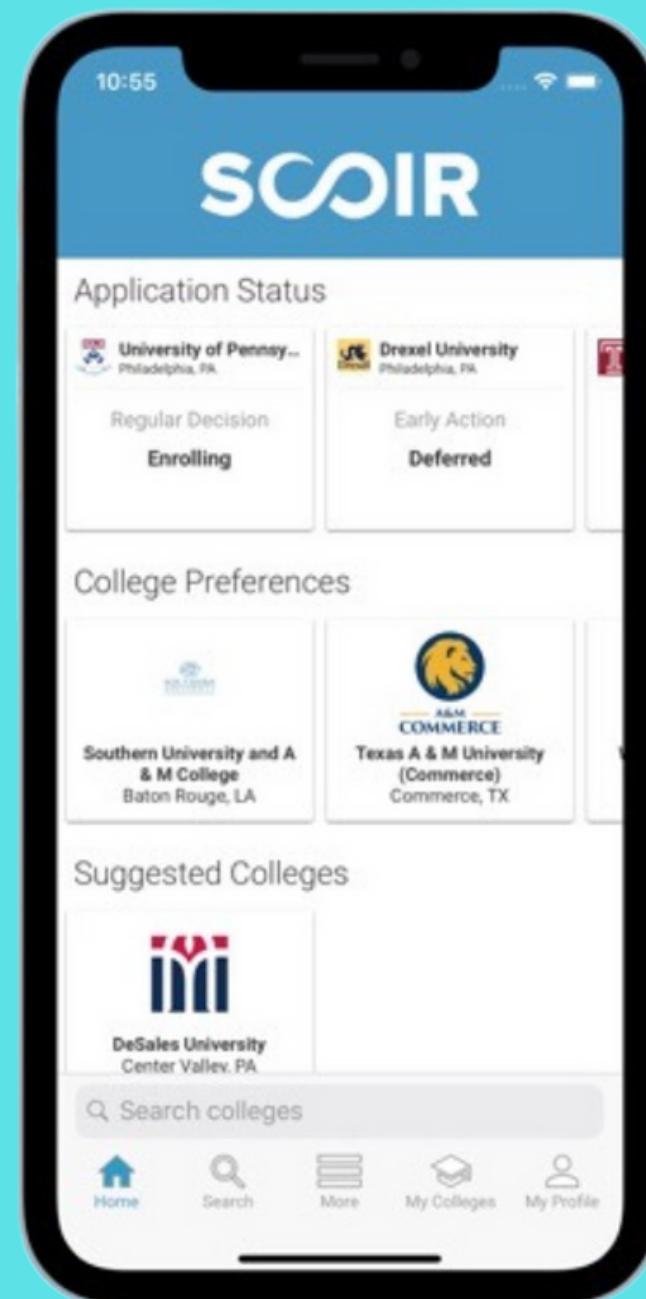 10:55
SCOIR
Application Status
University of Pennsy...
Philadelphia, PA
Regular Decision
Enrolling
Drexel University
Philadelphia, PA
Early Action
Deferred
College Preferences
Southern University and A
& M College
Baton Rouge, LA
A&M
COMMERCE
Texas A & M University
(Commerce)
Commerce, TX
Suggested Colleges
DeSales University
Center Valley, PA
Search colleges
Home
Search
More
My Colleges
My Profile